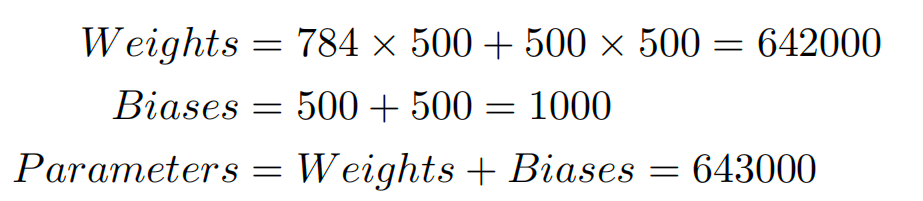 Weights = 784 × 500 + 500 × 500 = 642000
Biases = 500 + 500 = 1000
Parameters = Weights + Biases = 643000